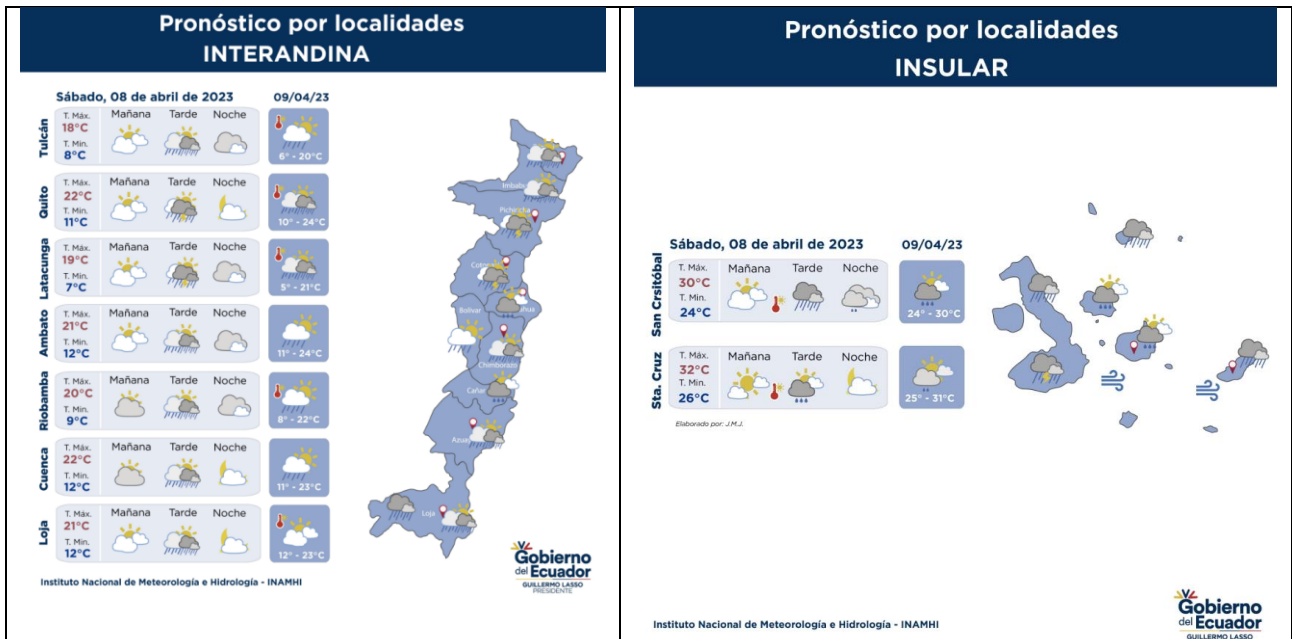 Pronóstico por localidades
INTERANDINA
Sábado, 08 de abril de 2023 09/04/23
Tulcán
T. Máx. Mañana Tarde Noche
18°C
T. Min.
8°C
6° - 20°C
Quito
T. Máx. Mañana Tarde Noche
22°C
T. Min.
11°C
10° - 24°C
Latacunga
T. Máx. Mañana Tarde Noche
19°C
T. Min.
7°C
5° - 21°C
Ambato
T. Máx. Mañana Tarde Noche
21°C
T. Min.
12°C
11° - 24°C
Riobamba
T. Máx. Mañana Tarde Noche
20°C
T. Min.
9°C
8° - 22°C
Cuenca
T. Máx. Mañana Tarde Noche
22°C
T. Min.
12°C
11° - 23°C
Loja
T. Máx. Mañana Tarde Noche
21°C
T. Min.
12°C
12° - 23°C
Bolívar
Chimborazo
Cañar
Loja
Gobierno
del Ecuador
GUILLERMO LASSO
PRESIDENTE
Instituto Nacional de Meteorología e Hidrología - INAMHI
Pronóstico por localidades
INSULAR
Sábado, 08 de abril de 2023 09/04/23
San Crsitóbal
T. Máx. Mañana Tarde Noche
30°C
T. Min.
24°C
24° - 30°C
Sta. Cruz
T. Máx. Mañana Tarde Noche
32°C
T. Min.
26°C
25° - 31°C
Elaborado por: J.M.J.
Gobierno
del Ecuador
GUILLERMO LASSO
Instituto Nacional de Meteorología e Hidrología - INAMHI